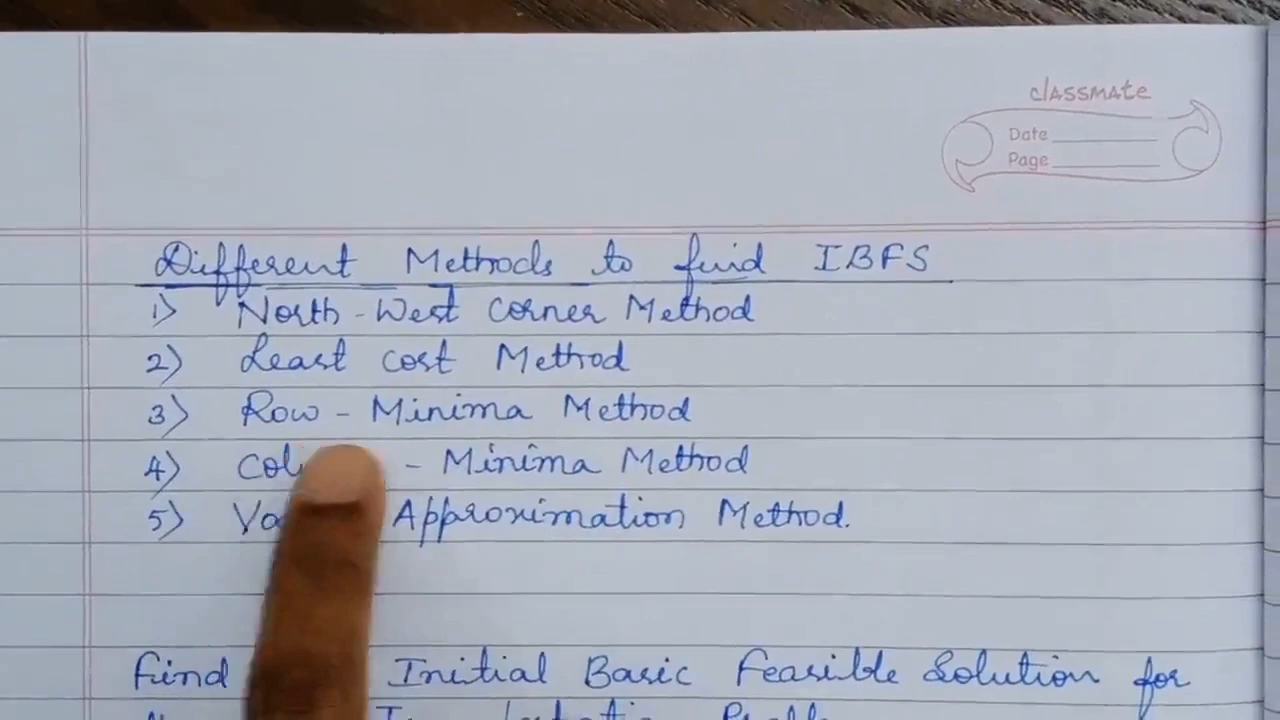 classmate
Date
Page
Different Methods to find IBFS
1) North-West Corner Method
2) Least cost Method
3) Row - Minima Method
4) - Minima Method
5) Approximation Method.
Find Initial Basic Feasible Solution for